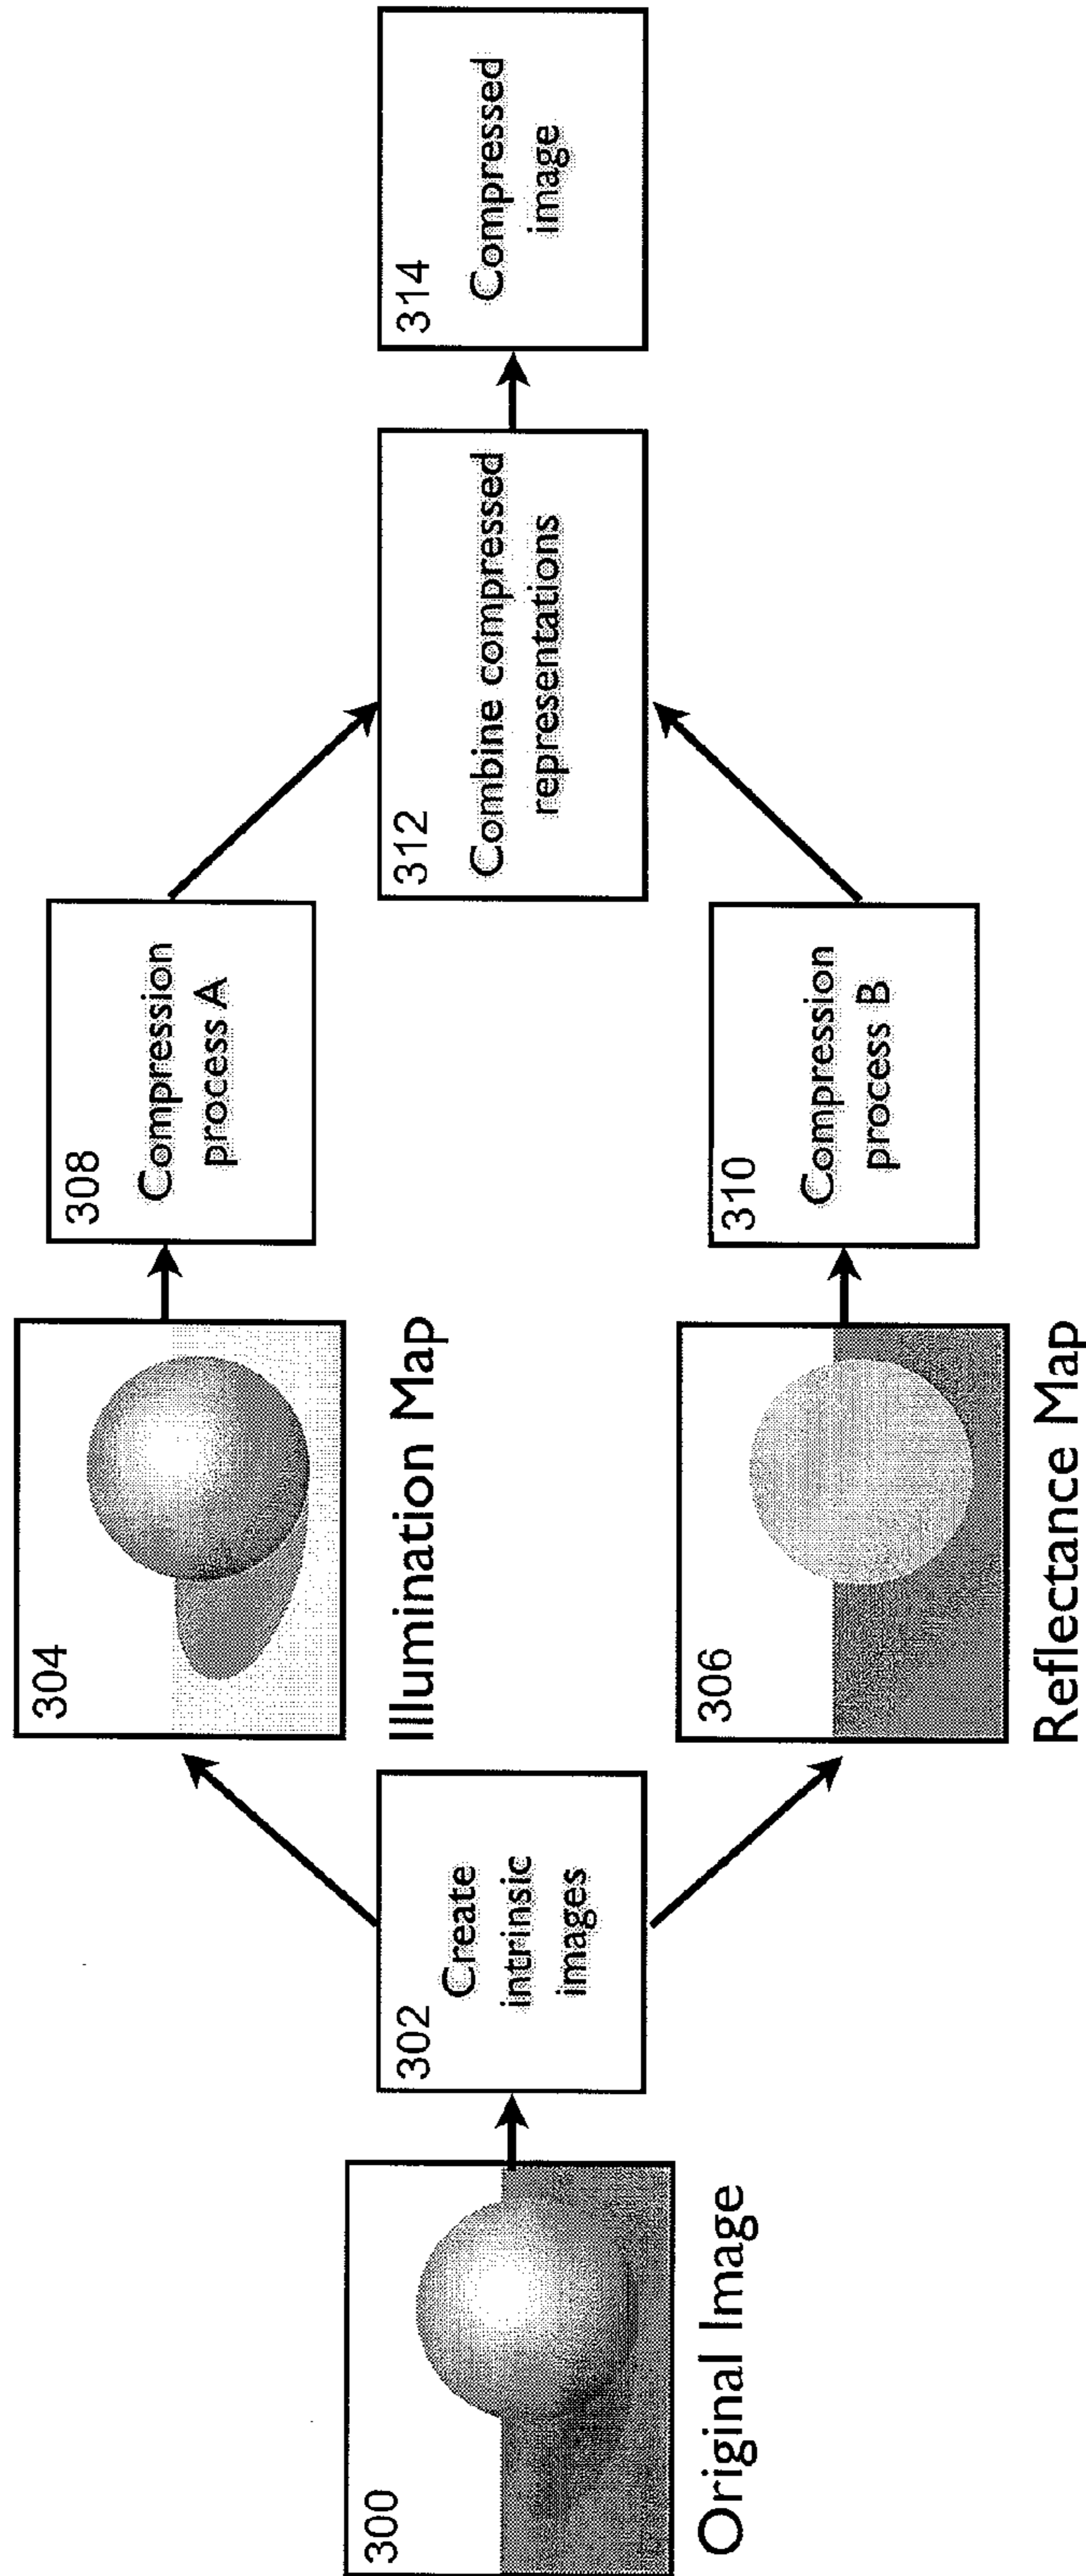 300
Original Image
302
Create
intrinsic
images
304
Illumination Map
306
Reflectance Map
308
Compression
process A
310
Compression
process B
312
Combine compressed
representations
314
Compressed
image